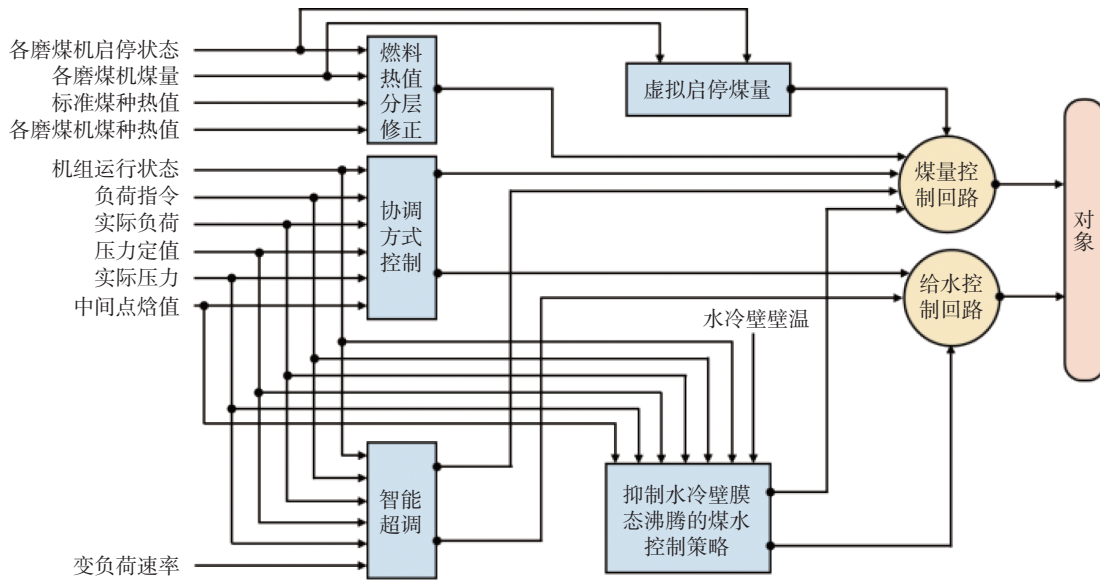 各磨煤机启停状态
各磨煤机煤量
标准煤种热值
各磨煤机煤种热值
燃料
热值
分层
修正
虚拟启停煤量
机组运行状态
负荷指令
实际负荷
压力定值
实际压力
中间点焓值
协调
方式
控制
煤量控
制回路
给水控
制回路
对
象
水冷壁壁温
智能
超调
抑制水冷壁膜
态沸腾的煤水
控制策略
变负荷速率